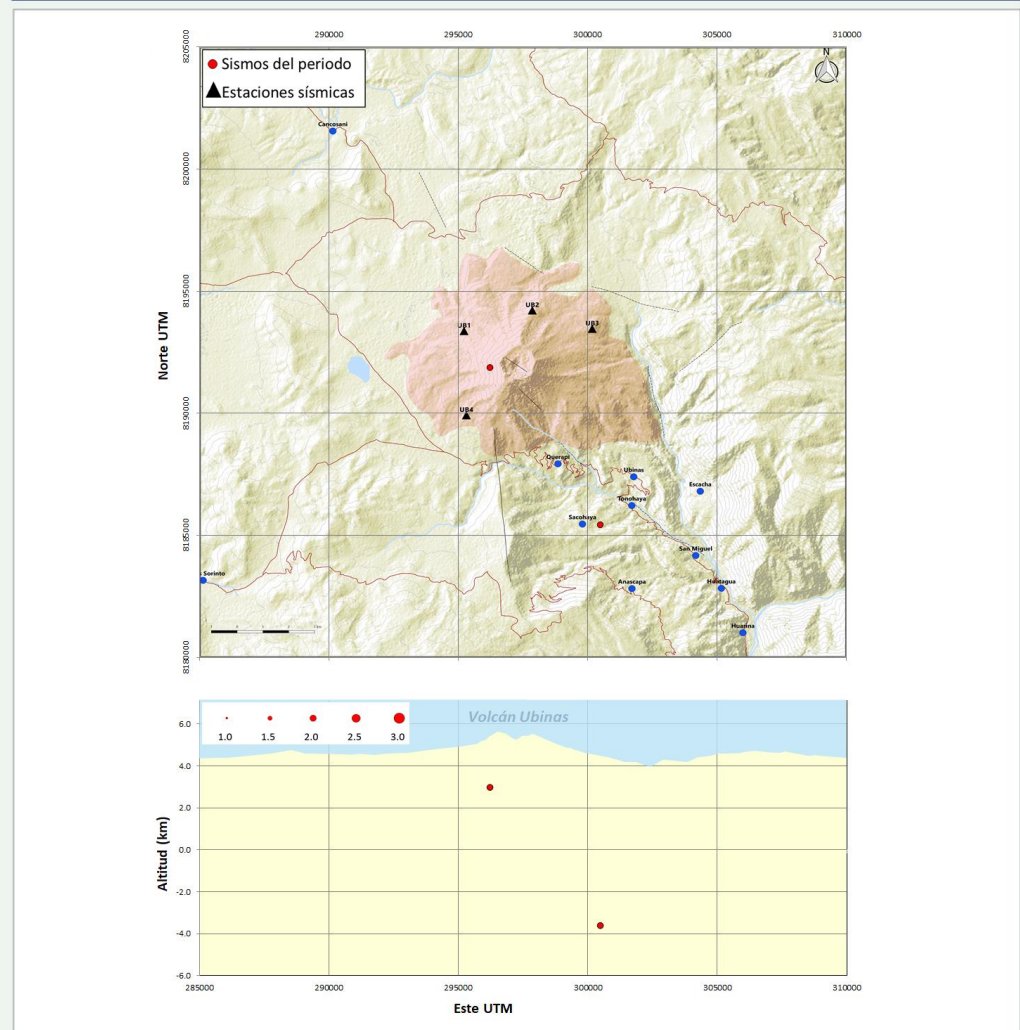 290000 295000 300000 305000 310000
8205000
Sismos del periodo
Estaciones sísmicas
N
Cancosani
8200000
8195000
UB2
UB1
UB3
Norte UTM
8190000
UB4
Querapi
Ubinas
Escacha
Tonohaya
Sacohaya
8185000
San Miguel
Sorinto
Anascapa
Huatagua
Huarina
8180000
Volcán Ubinas
6.0
1.0 1.5 2.0 2.5 3.0
4.0
2.0
Altitud (km)
0.0
-2.0
-4.0
-6.0
285000 290000 295000 300000 305000 310000
Este UTM